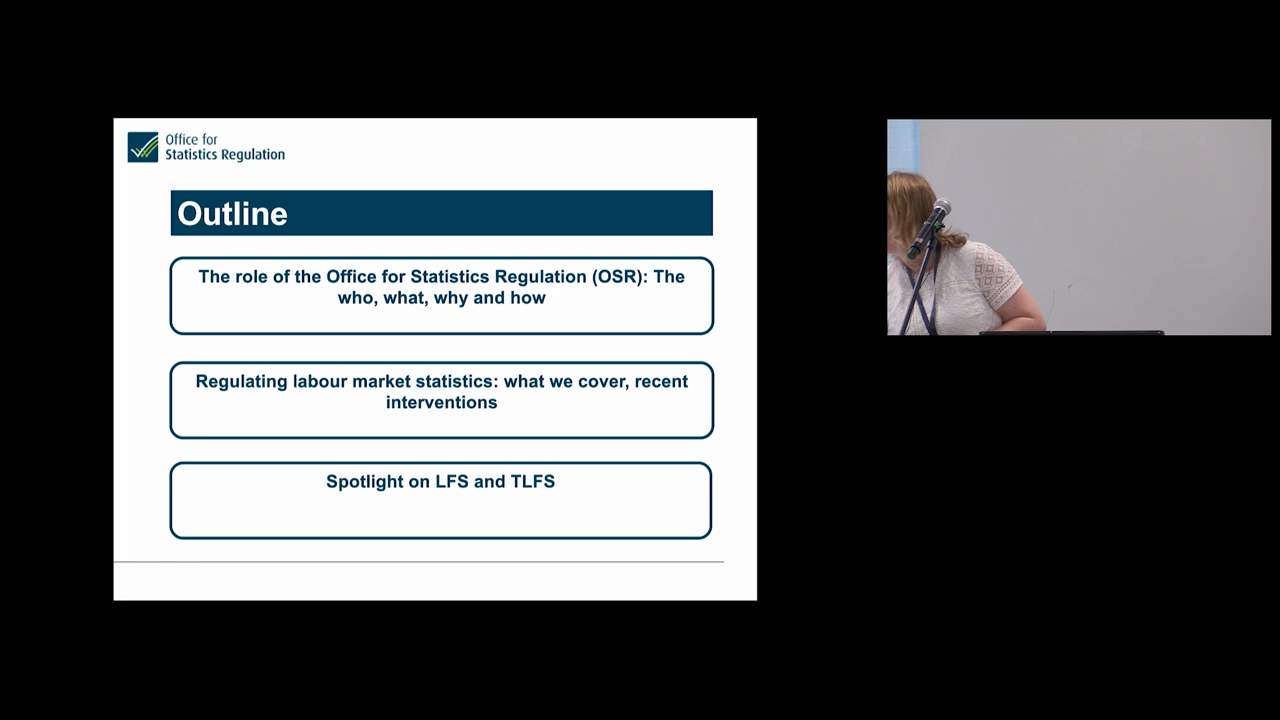 Office for
Statistics Regulation
Outline
The role of the Office for Statistics Regulation (OSR): The
who, what, why and how
Regulating labour market statistics: what we cover, recent
interventions
Spotlight on LFS and TLFS